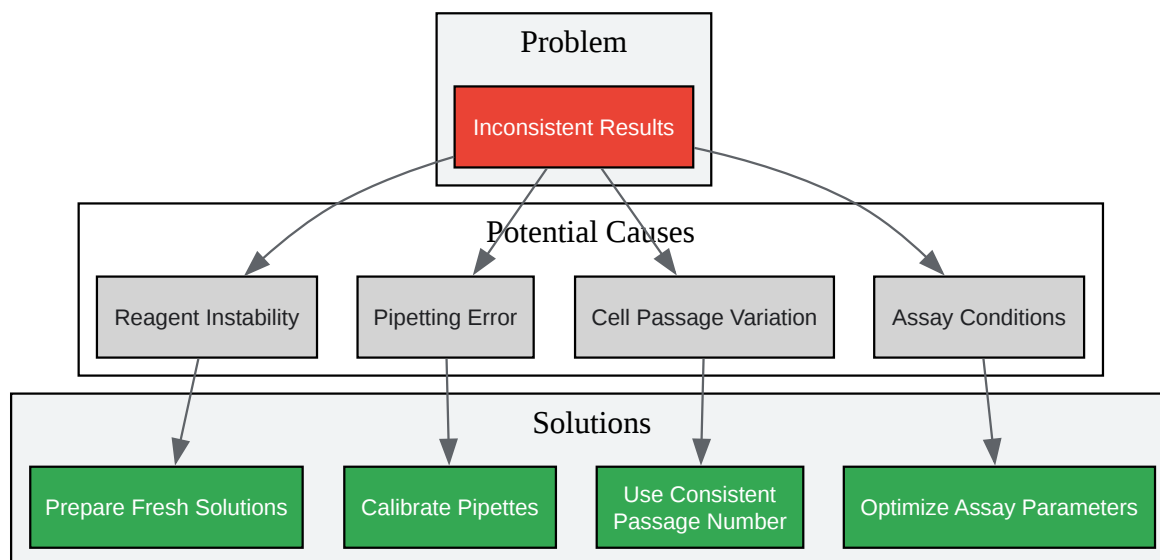 Problem
Inconsistent Results
Potential Causes
Reagent Instability
Pipetting Error
Cell Passage Variation
Assay Conditions
Solutions
Prepare Fresh Solutions
Calibrate Pipettes
Use Consistent
Passage Number
Optimize Assay Parameters